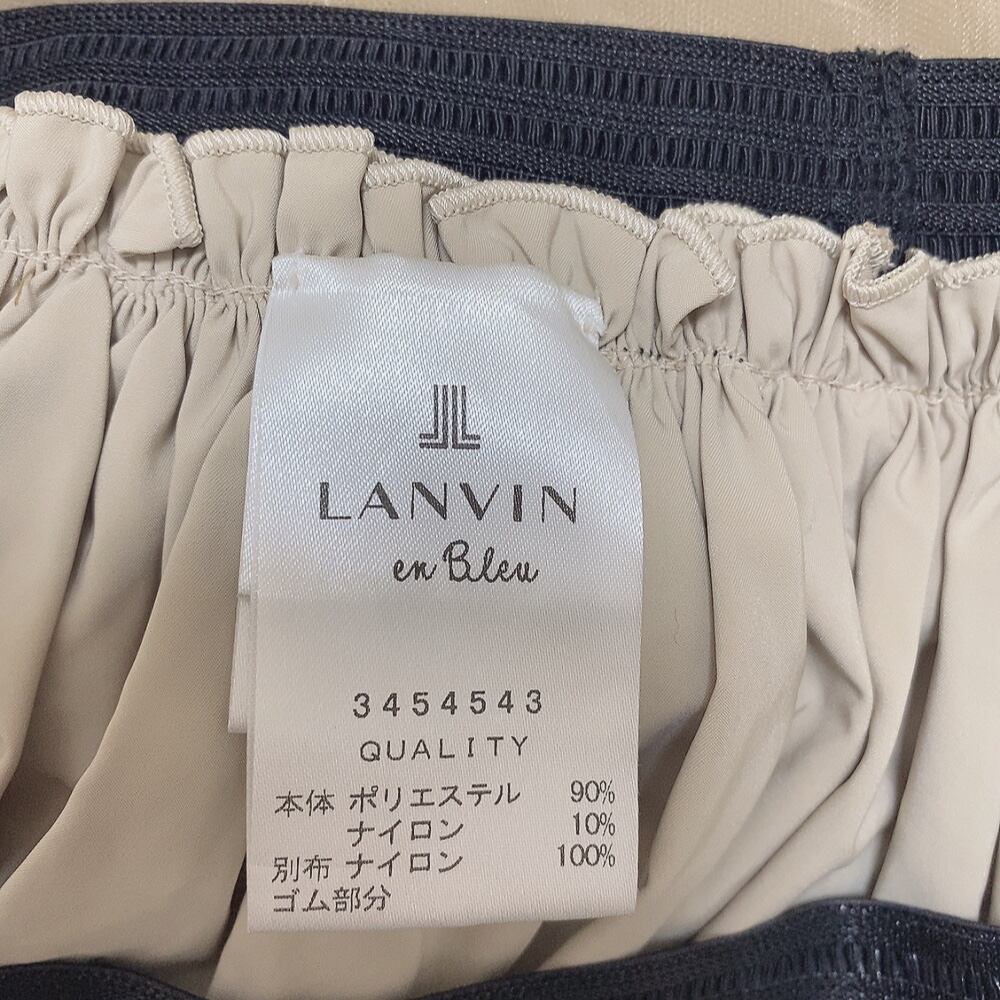 LANVIN
en Bleu
3454543
QUALITY
本体 ポリエステル 90%
ナイロン 10%
別布 ナイロン 100%
ゴム部分